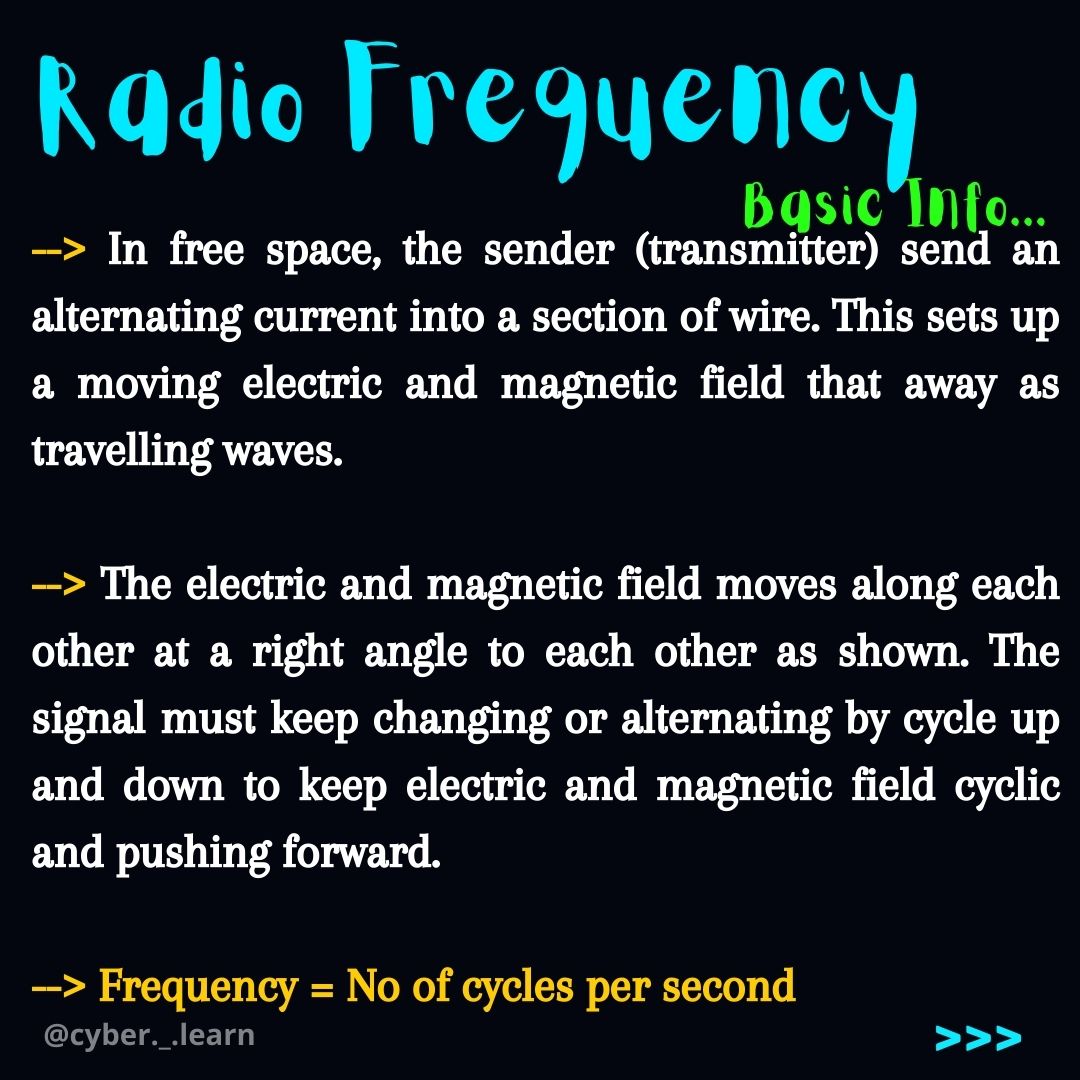 Radio Frequency
Basic Info...
--> In free space, the sender (transmitter) send an
alternating current into a section of wire. This sets up
a moving electric and magnetic field that away as
travelling waves.
--> The electric and magnetic field moves along each
other at a right angle to each other as shown. The
signal must keep changing or alternating by cycle up
and down to keep electric and magnetic field cyclic
and pushing forward.
--> Frequency = No of cycles per second
@cyber._.learn
>>>